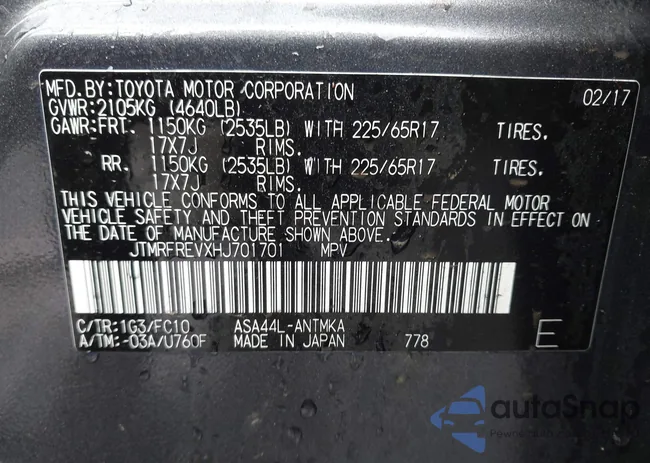 MFD.BY:TOYOTA MOTOR CORPORATION 02/17
GVWR:2105KG (4640LB)
GAWR:FRT. 1150KG (2535LB) WITH 225/65R17 TIRES.
17X7J RIMS.
RR. 1150KG (2535LB) WITH 225/65R17 TIRES.
17X7J RIMS.
THIS VEHICLE CONFORMS TO ALL APPLICABLE FEDERAL MOTOR
VEHICLE SAFETY AND THEFT PREVENTION STANDARDS IN EFFECT ON
THE DATE OF MANUFACTURE SHOWN ABOVE.
JTMRFREVXHJ701701 MPV
C/TR:1G3/FC10 ASA44L-ANTMKA
A/TM:-03A/U760F MADE IN JAPAN 778 E
autoSnap